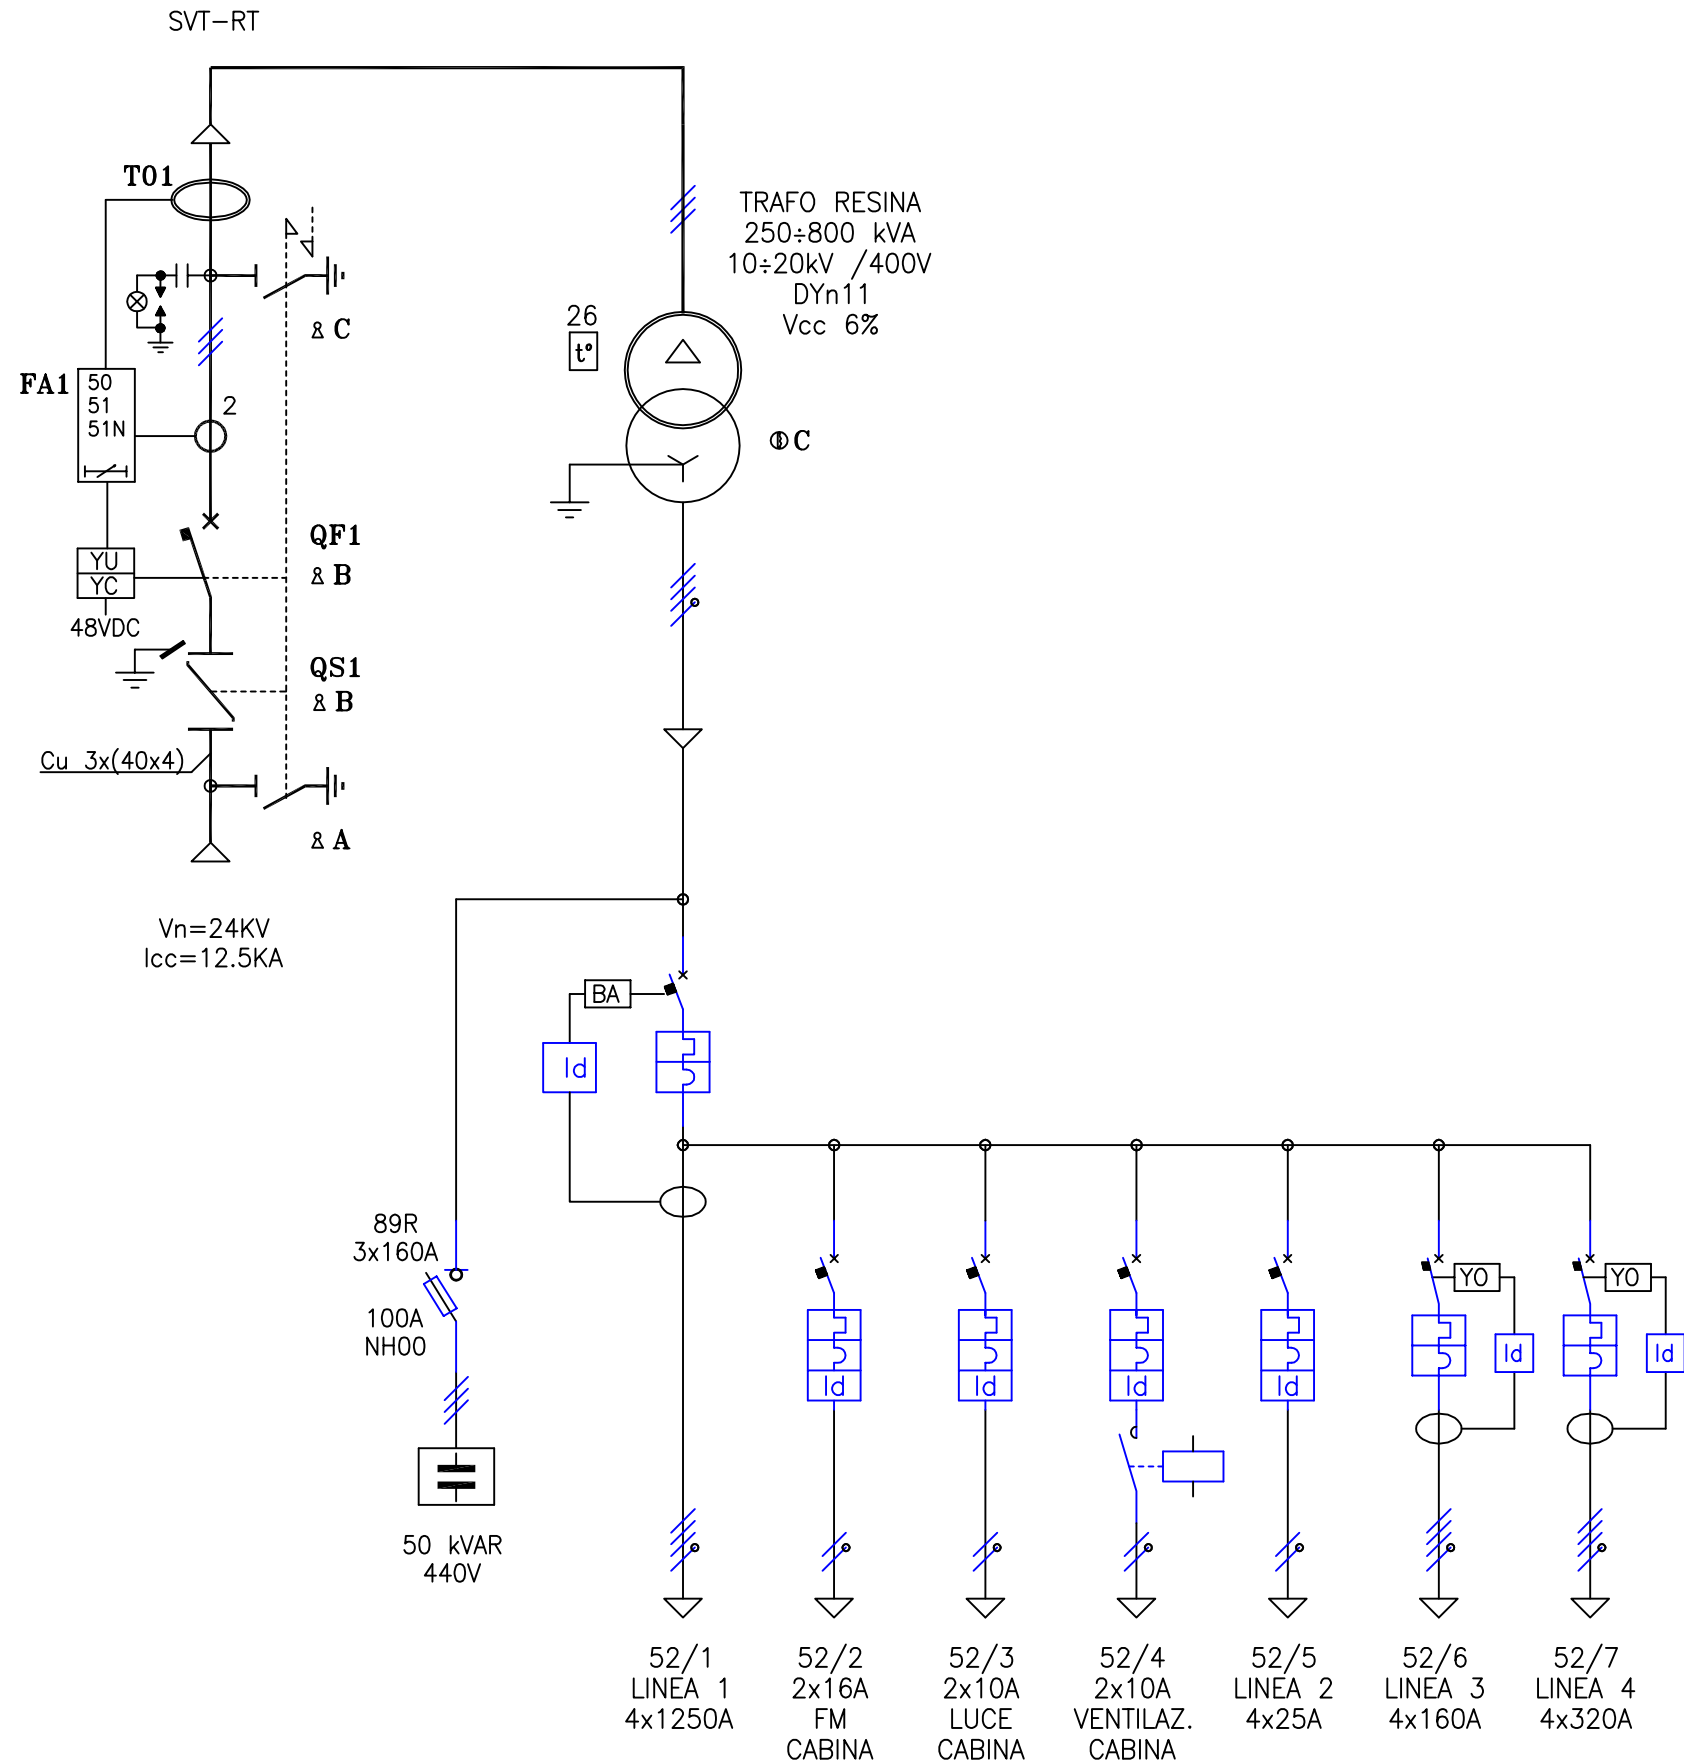 SVT-RT
T01
TRAFO RESINA
250÷800 kVA
10÷20kV /400V
DYn11
Vcc 6%
26
t°
C
FA1
50
51
51N
2
C
QF1
B
YU
YC
48VDC
QS1
B
Cu 3x(40x4)
A
Vn=24KV
Icc=12.5KA
BA
Id
89R
3x160A
100A
NH00
YO
YO
Id
Id
Id
Id
Id
Id
50 kVAR
440V
52/1
LINEA 1
4x1250A
52/2
2x16A
FM
CABINA
52/3
2x10A
LUCE
CABINA
52/4
2x10A
VENTILAZ.
CABINA
52/5
LINEA 2
4x25A
52/6
LINEA 3
4x160A
52/7
LINEA 4
4x320A